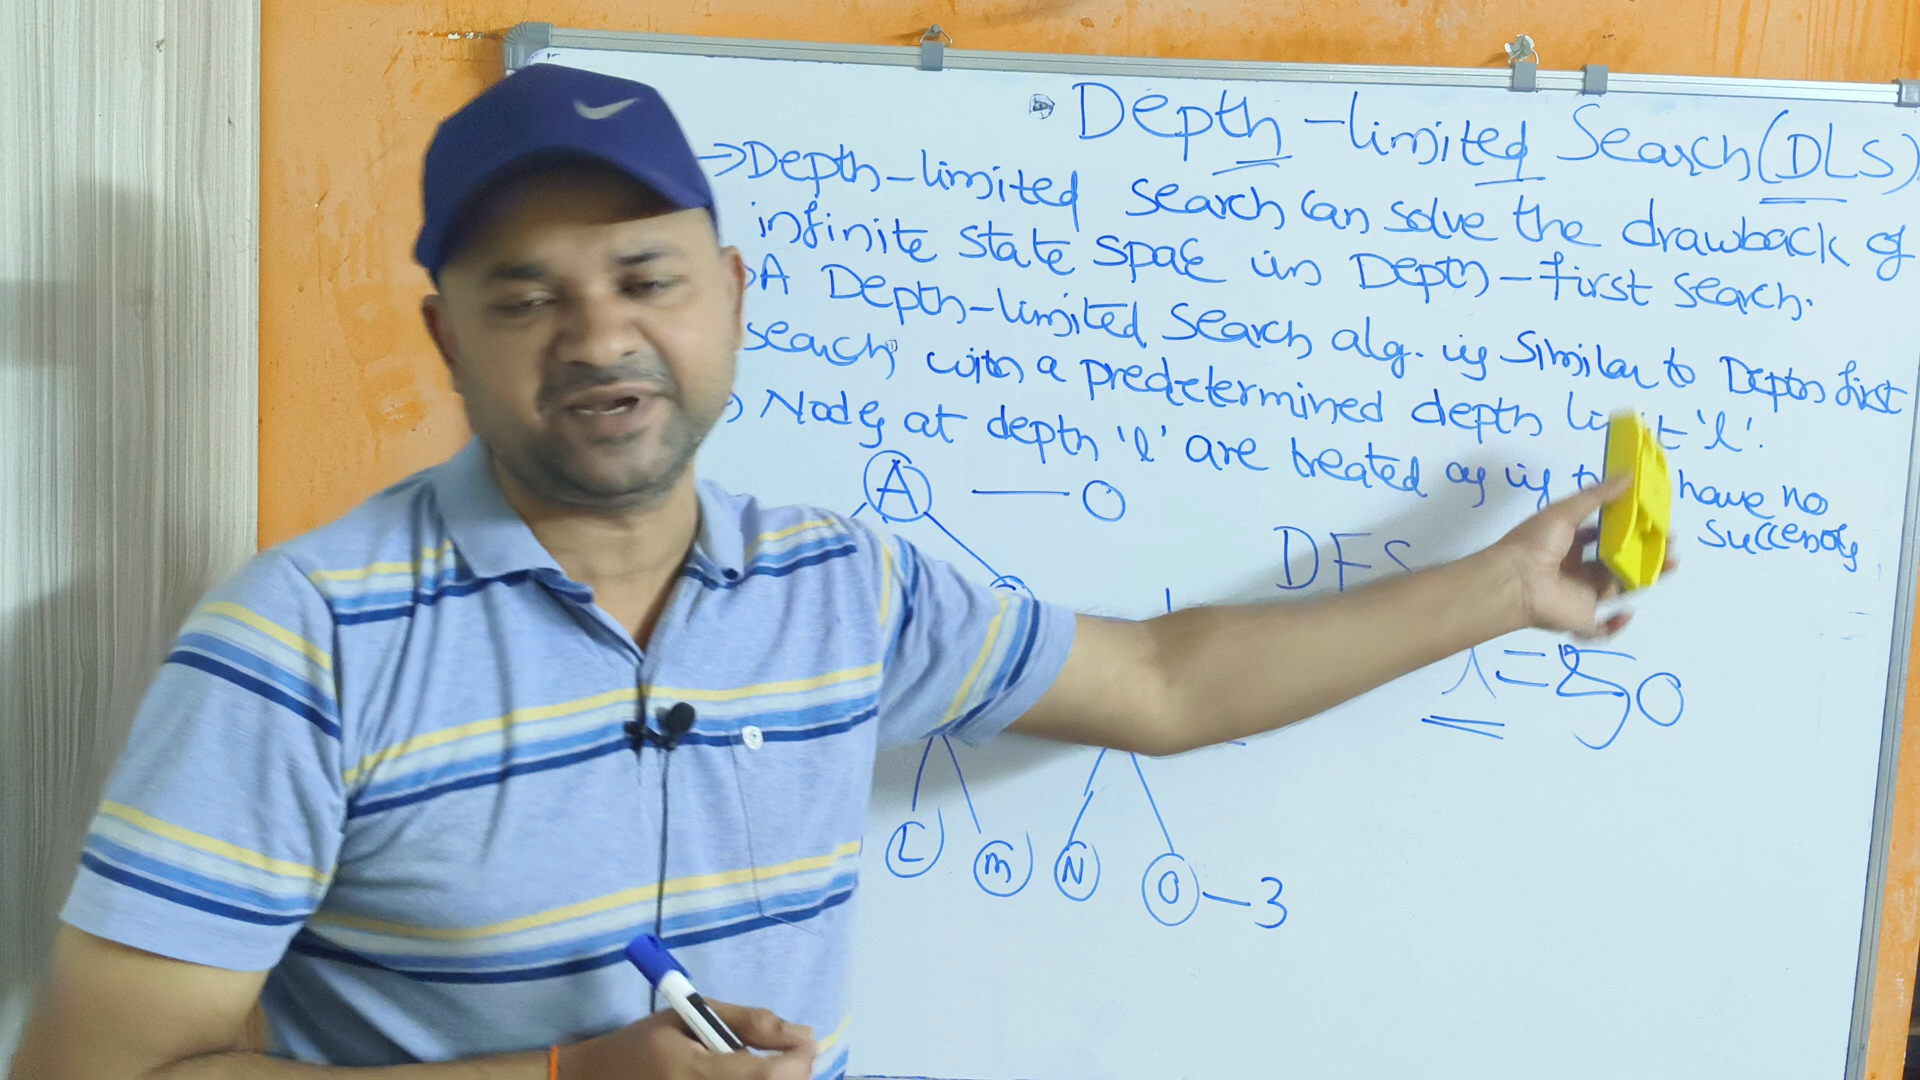 Depth-limited Search(DLS)
→Depth-limited search can solve the drawback of
infinite state space in Depth-first search.
A Depth-limited Search alg. is similar to Depth first
search with a predetermined depth limit 'l'.
Nodes at depth 'l' are treated as if they have no
successors
A — 0
DFS
l = 50
L m N O — 3